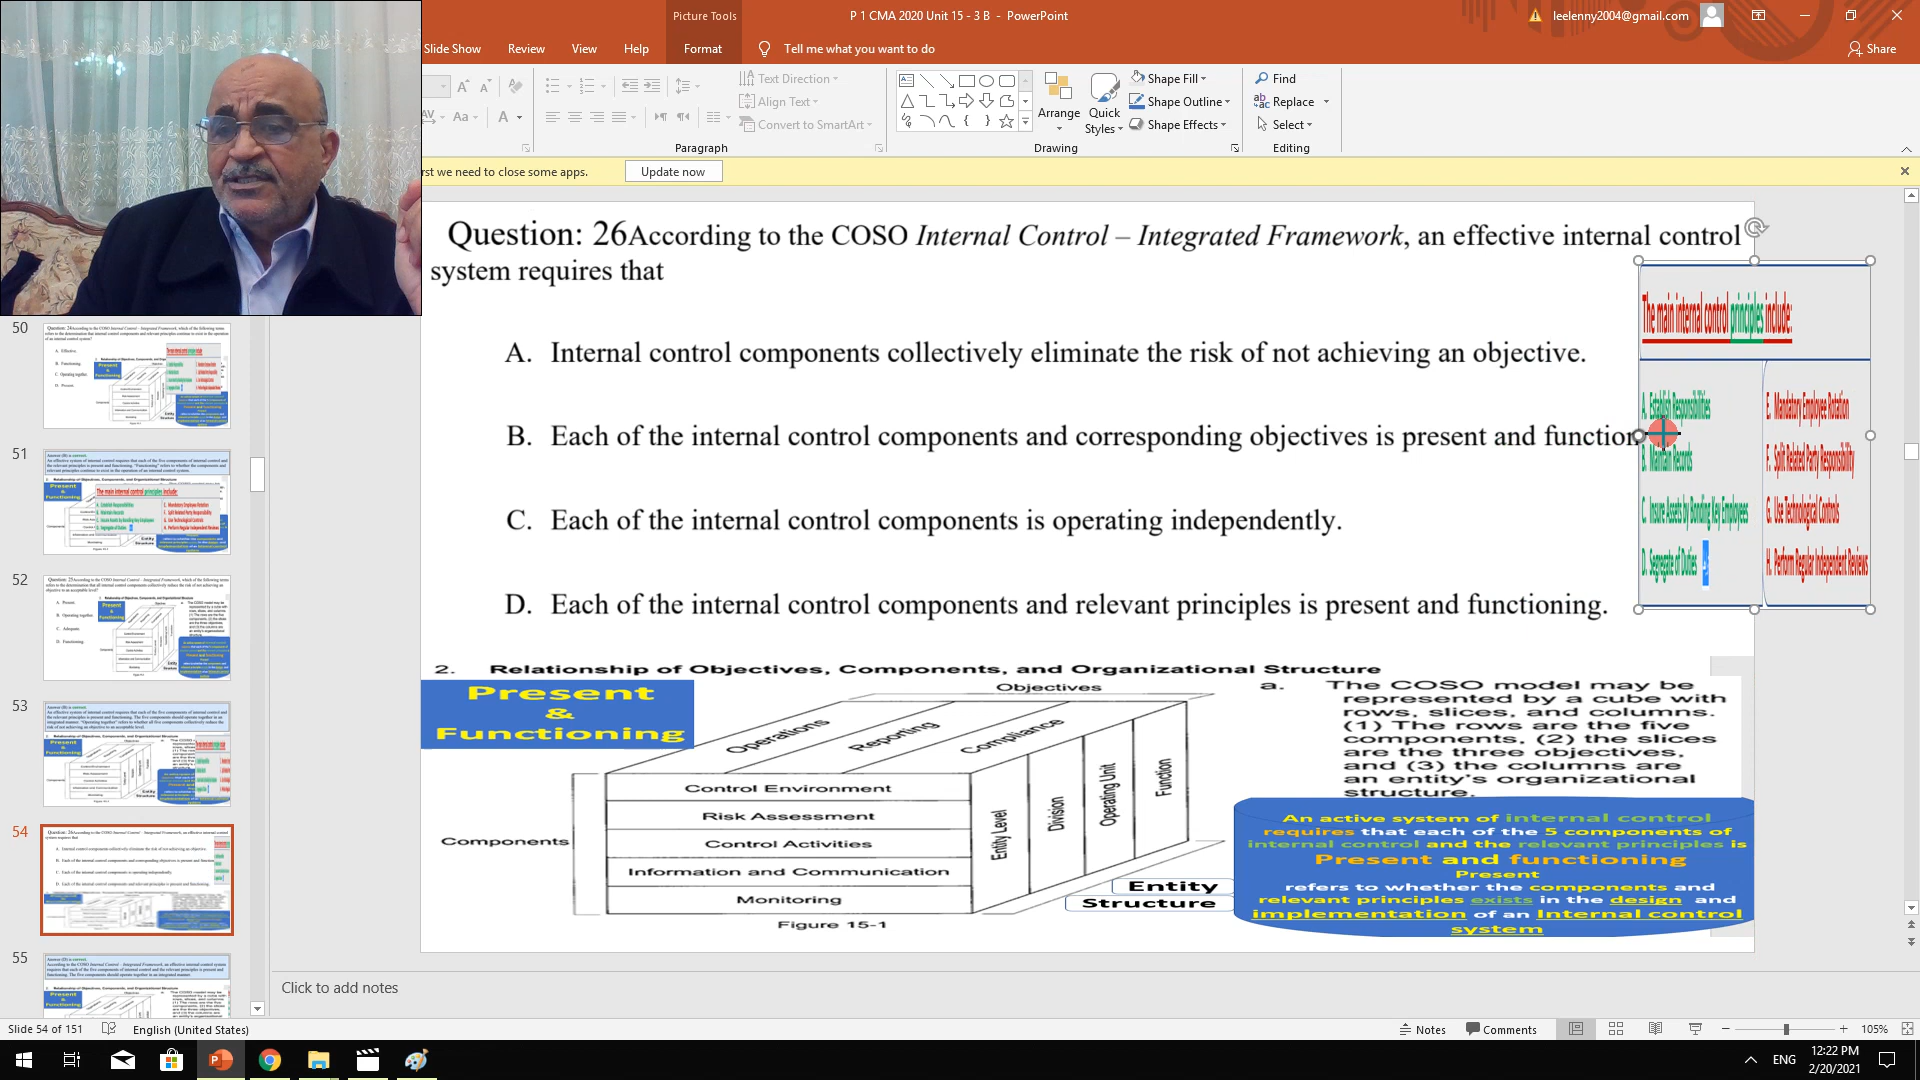 Picture Tools
P 1 CMA 2020 Unit 15 - 3 B - PowerPoint
leelenny2004@gmail.com
Slide Show Review View Help Format Tell me what you want to do
Share
Aa
A
Text Direction
Align Text
Convert to SmartArt
Arrange
Quick Styles
Shape Fill
Shape Outline
Shape Effects
Find
Replace
Select
Paragraph
Drawing
Editing
rst we need to close some apps.
Update now
50
51
52
53
54
55
Question: 26According to the COSO Internal Control – Integrated Framework, an effective internal control
system requires that
A. Internal control components collectively eliminate the risk of not achieving an objective.
B. Each of the internal control components and corresponding objectives is present and function
C. Each of the internal control components is operating independently.
D. Each of the internal control components and relevant principles is present and functioning.
The main internal control principles include:
A. Establish Responsibilities
B. Maintain Records
C. Insure Assets by Bonding Key Employees
D. Segregate of Duties
E. Mandatory Employee Rotation
F. Split Related Party Responsibility
G. Use Technological Controls
H. Perform Regular Independent Reviews
2. Relationship of Objectives, Components, and Organizational Structure
Present
&
Functioning
Objectives
Operations
Reporting
Compliance
Components
Control Environment
Risk Assessment
Control Activities
Information and Communication
Monitoring
Entity Level
Division
Operating Unit
Function
Entity
Structure
Figure 15-1
a. The COSO model may be
represented by a cube with
rows, slices, and columns.
(1) The rows are the five
components, (2) the slices
are the three objectives,
and (3) the columns are
an entity's organizational
structure.
An active system of internal control
requires that each of the 5 components of
internal control and the relevant principles is
Present and functioning
Present
refers to whether the components and
relevant principles exists in the design and
implementation of an Internal control
system
Click to add notes
Slide 54 of 151
English (United States)
Notes
Comments
105%
ENG
12:22 PM
2/20/2021